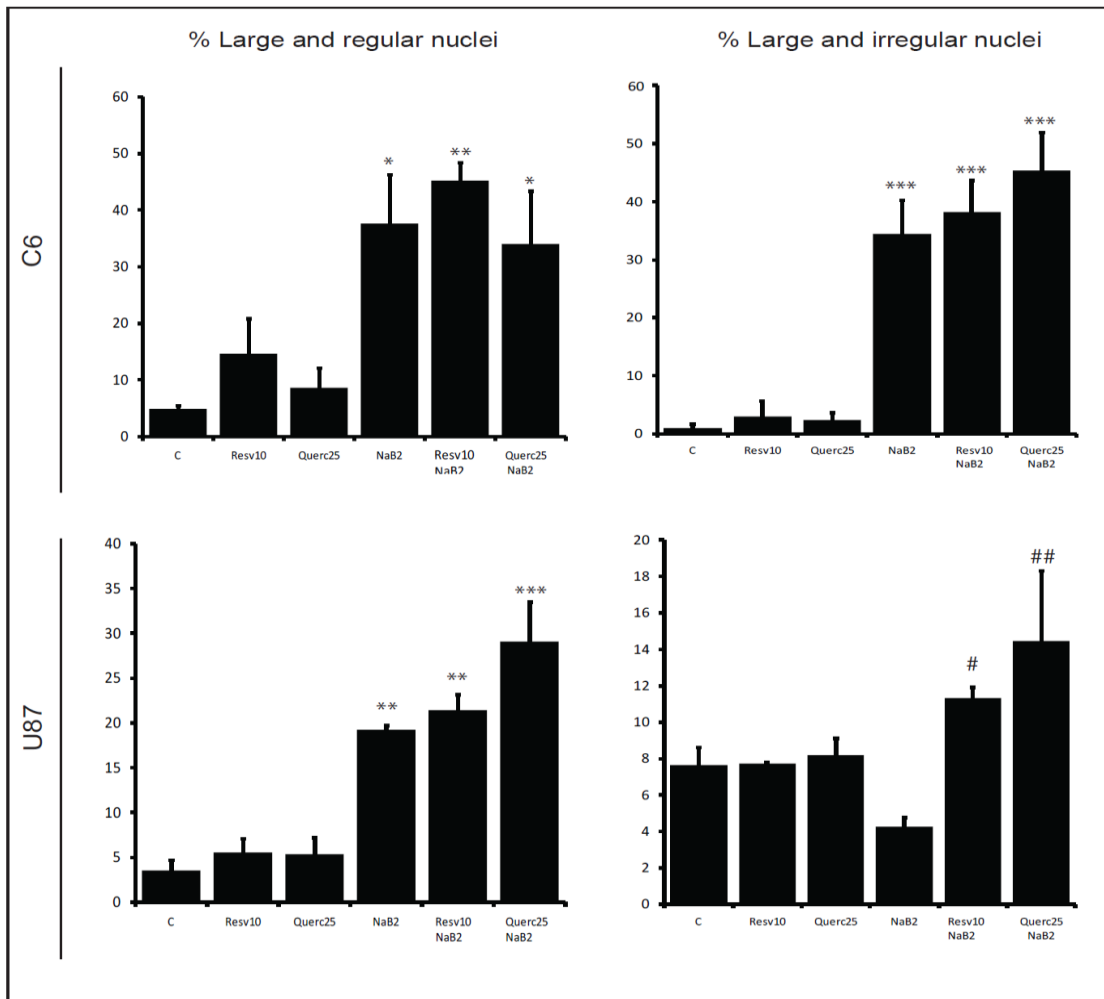 % Large and regular nuclei
% Large and irregular nuclei
C6
60
50
40
30
20
10
0
*
**
*
C
Resv10
Querc25
NaB2
Resv10
NaB2
Querc25
NaB2
60
50
40
30
20
10
0
***
***
***
C
Resv10
Querc25
NaB2
Resv10
NaB2
Querc25
NaB2
U87
40
35
30
25
20
15
10
5
0
**
**
***
C
Resv10
Querc25
NaB2
Resv10
NaB2
Querc25
NaB2
20
18
16
14
12
10
8
6
4
2
0
#
##
C
Resv10
Querc25
NaB2
Resv10
NaB2
Querc25
NaB2